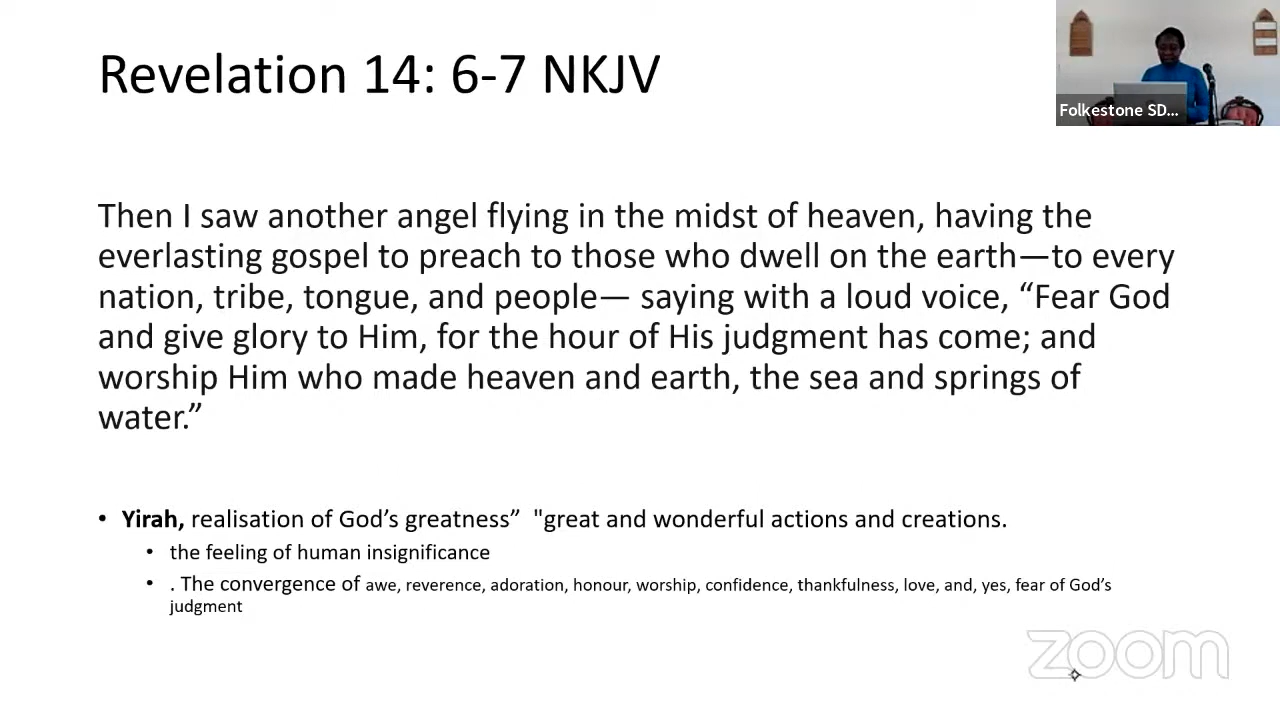 Revelation 14: 6-7 NKJV
Folkestone SD...
Then I saw another angel flying in the midst of heaven, having the
everlasting gospel to preach to those who dwell on the earth—to every
nation, tribe, tongue, and people— saying with a loud voice, “Fear God
and give glory to Him, for the hour of His judgment has come; and
worship Him who made heaven and earth, the sea and springs of
water.”
• Yirah, realisation of God’s greatness” "great and wonderful actions and creations.
• the feeling of human insignificance
• . The convergence of awe, reverence, adoration, honour, worship, confidence, thankfulness, love, and, yes, fear of God’s
judgment
zoom